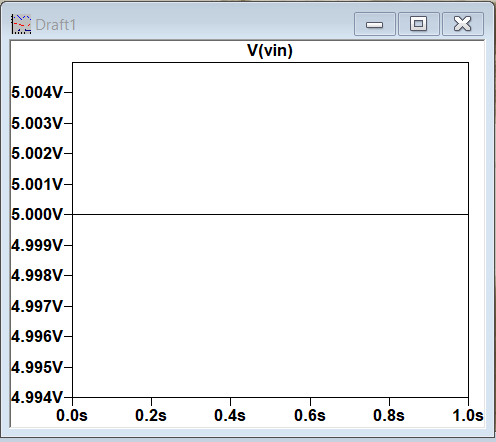 Draft1
V(vin)
5.004V
5.003V
5.002V
5.001V
5.000V
4.999V
4.998V
4.997V
4.996V
4.995V
4.994V
0.0s 0.2s 0.4s 0.6s 0.8s 1.0s